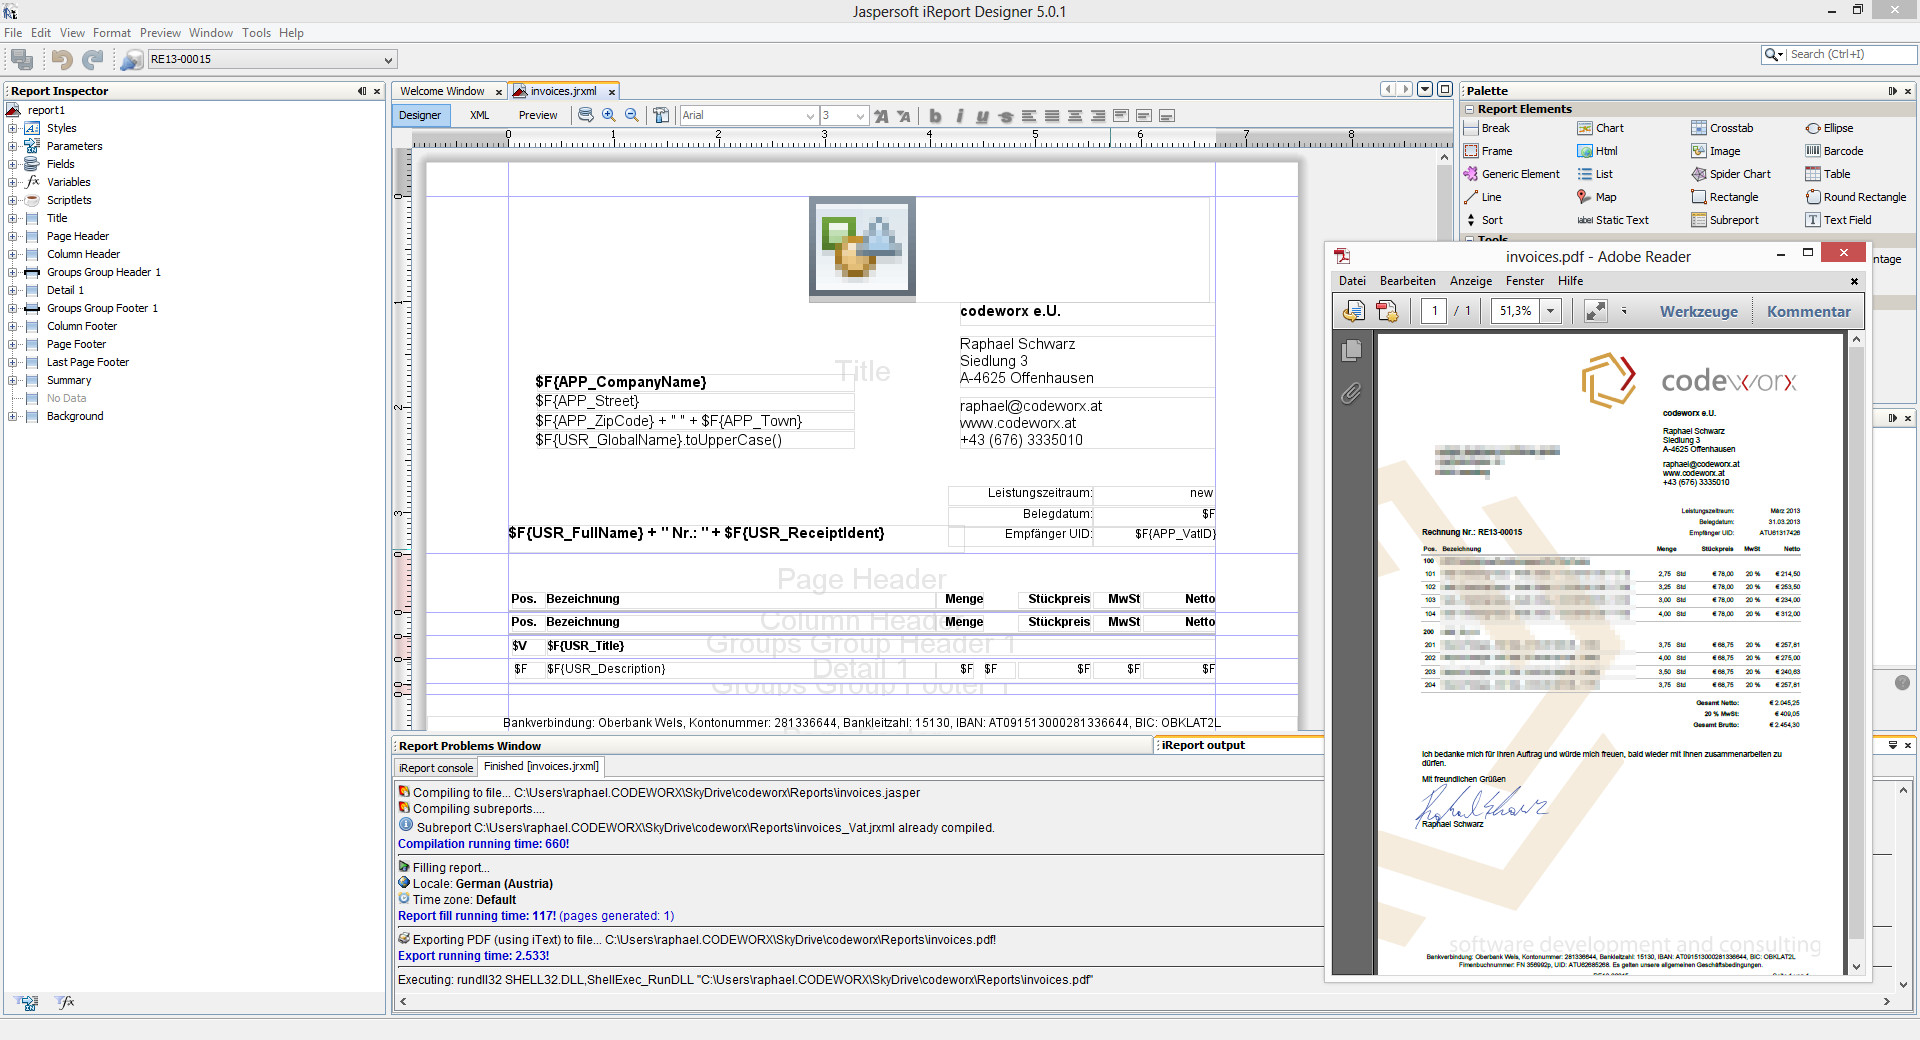 Jaspersoft iReport Designer 5.0.1
File Edit View Format Preview Window Tools Help
RE13-00015
Search (Ctrl+I)
Report Inspector
report1
Styles
Parameters
Fields
Variables
Scriptlets
Title
Page Header
Column Header
Groups Group Header 1
Detail 1
Groups Group Footer 1
Column Footer
Page Footer
Last Page Footer
Summary
No Data
Background
Welcome Window
invoices.jrxml
Designer XML Preview Arial 3
0 1 2 3 4 5 6 7 8
0
1
2
3
Title
codeworx e.U.
Raphael Schwarz
Siedlung 3
A-4625 Offenhausen
raphael@codeworx.at
www.codeworx.at
+43 (676) 3335010
$F{APP_CompanyName}
$F{APP_Street}
$F{APP_ZipCode} + " " + $F{APP_Town}
$F{USR_GlobalName}.toUpperCase()
Leistungszeitraum: new
Belegdatum: $F
Empfänger UID: $F{APP_VatID}
$F{USR_FullName} + " Nr.: " + $F{USR_ReceiptIdent}
Page Header
Pos. Bezeichnung Menge Stückpreis MwSt Netto
Column Header
Pos. Bezeichnung Menge Stückpreis MwSt Netto
Groups Group Header 1
$V $F{USR_Title}
Detail 1
$F $F{USR_Description} $F $F $F $F $F
Groups Group Footer 1
Bankverbindung: Oberbank Wels, Kontonummer: 281336644, Bankleitzahl: 15130, IBAN: AT091513000281336644, BIC: OBKLAT2L
Palette
Report Elements
Break Chart Crosstab Ellipse
Frame Html Image Barcode
Generic Element List Spider Chart Table
Line Map Rectangle Round Rectangle
Sort label Static Text Subreport Text Field
Tools
ntage
Report Problems Window
iReport output
iReport console
Finished [invoices.jrxml]
Compiling to file... C:\Users\raphael.CODEWORX\SkyDrive\codeworx\Reports\invoices.jasper
Compiling subreports....
Subreport C:\Users\raphael.CODEWORX\SkyDrive\codeworx\Reports\invoices_Vat.jrxml already compiled.
Compilation running time: 660!
Filling report...
Locale: German (Austria)
Time zone: Default
Report fill running time: 117! (pages generated: 1)
Exporting PDF (using iText) to file... C:\Users\raphael.CODEWORX\SkyDrive\codeworx\Reports\invoices.pdf!
Export running time: 2.533!
Executing: rundll32 SHELL32.DLL,ShellExec_RunDLL "C:\Users\raphael.CODEWORX\SkyDrive\codeworx\Reports\invoices.pdf"
invoices.pdf - Adobe Reader
Datei Bearbeiten Anzeige Fenster Hilfe
1 / 1 51,3% Werkzeuge Kommentar
codeworx
codeworx e.U.
Raphael Schwarz
Siedlung 3
A-4625 Offenhausen
raphael@codeworx.at
www.codeworx.at
+43 (676) 3335010
Leistungszeitraum: März 2013
Belegdatum: 31.03.2013
Empfänger UID: ATU61317426
Rechnung Nr.: RE13-00015
Pos. Bezeichnung Menge Stückpreis MwSt Netto
100
101 2,75 Std € 78,00 20 % € 214,50
102 3,25 Std € 78,00 20 % € 253,50
103 3,00 Std € 78,00 20 % € 234,00
104 4,00 Std € 78,00 20 % € 312,00
200
201 3,75 Std € 68,75 20 % € 257,81
202 4,00 Std € 68,75 20 % € 275,00
203 3,50 Std € 68,75 20 % € 240,63
204 3,75 Std € 68,75 20 % € 257,81
Gesamt Netto: € 2.045,25
20 % MwSt: € 409,05
Gesamt Brutto: € 2.454,30
Ich bedanke mich für Ihren Auftrag und würde mich freuen, bald wieder mit Ihnen zusammenarbeiten zu
dürfen.
Mit freundlichen Grüßen
Raphael Schwarz
Raphael Schwarz
software development and consulting
Bankverbindung: Oberbank Wels, Kontonummer: 281336644, Bankleitzahl: 15130, IBAN: AT091513000281336644, BIC: OBKLAT2L
Firmenbuchnummer: FN 356992p, UID: ATU62685268. Es gelten unsere allgemeinen Geschäftsbedingungen.